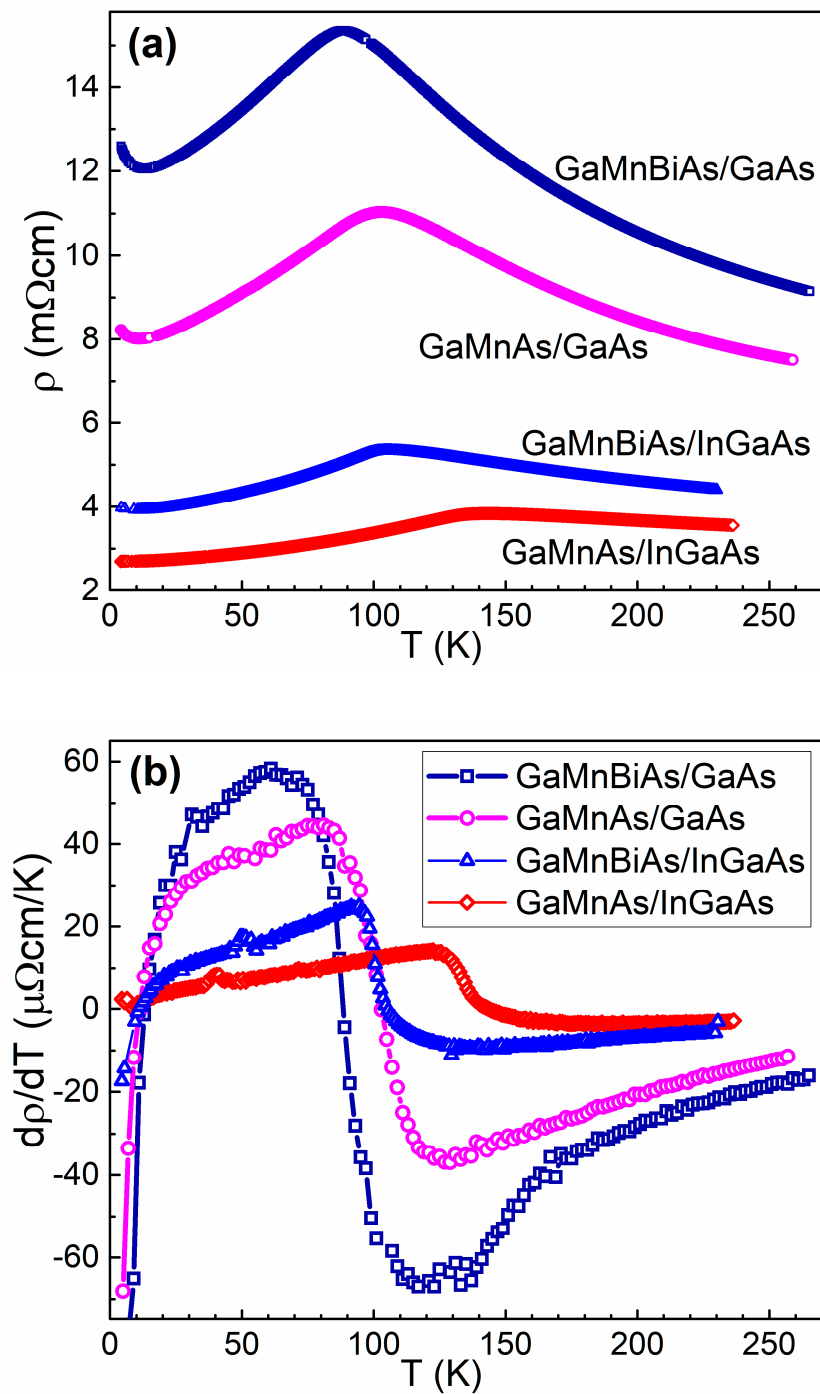 (a)
14
12
10
8
6
4
2
ρ (mΩcm)
GaMnBiAs/GaAs
GaMnAs/GaAs
GaMnBiAs/InGaAs
GaMnAs/InGaAs
0 50 100 150 200 250
T (K)
(b)
60
40
20
0
-20
-40
-60
dρ/dT (μΩcm/K)
GaMnBiAs/GaAs
GaMnAs/GaAs
GaMnBiAs/InGaAs
GaMnAs/InGaAs
0 50 100 150 200 250
T (K)